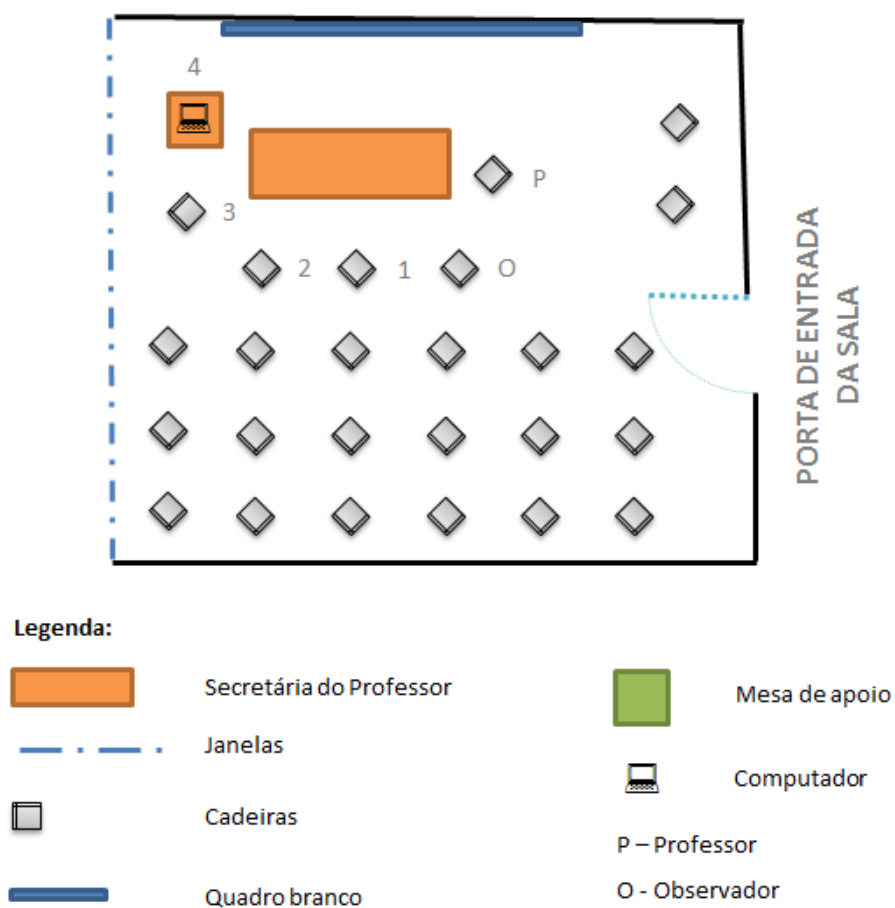 4
P
3
2
1
O
PORTA DE ENTRADA
DA SALA
Legenda:
Secretária do Professor
Mesa de apoio
Janelas
Computador
Cadeiras
P – Professor
Quadro branco
O - Observador